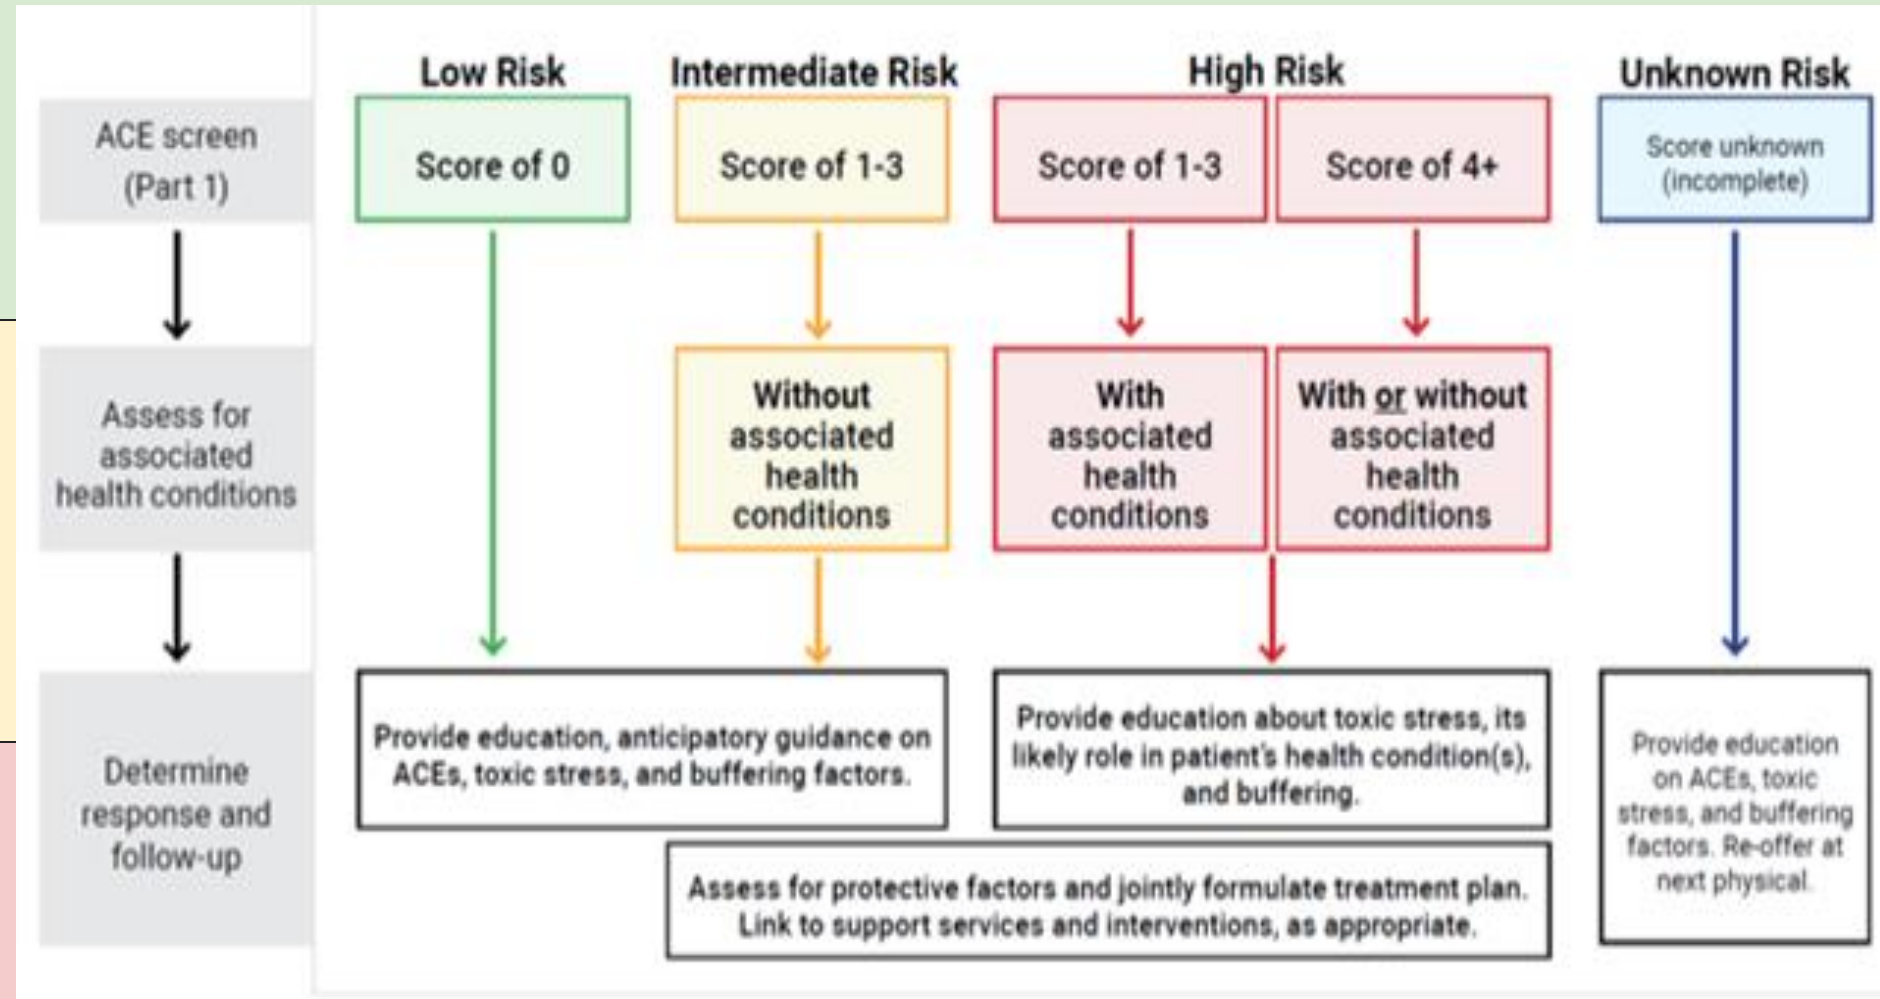 Low Risk
Intermediate Risk
High Risk
Unknown Risk
ACE screen
(Part 1)
Score of 0
Score of 1-3
Score of 1-3
Score of 4+
Score unknown
(incomplete)
Assess for
associated
health conditions
Without
associated
health
conditions
With
associated
health
conditions
With or without
associated
health
conditions
Determine
response and
follow-up
Provide education, anticipatory guidance on
ACEs, toxic stress, and buffering factors.
Provide education about toxic stress, its
likely role in patient's health condition(s),
and buffering.
Assess for protective factors and jointly formulate treatment plan.
Link to support services and interventions, as appropriate.
Provide education
on ACEs, toxic
stress, and buffering
factors. Re-offer at
next physical.